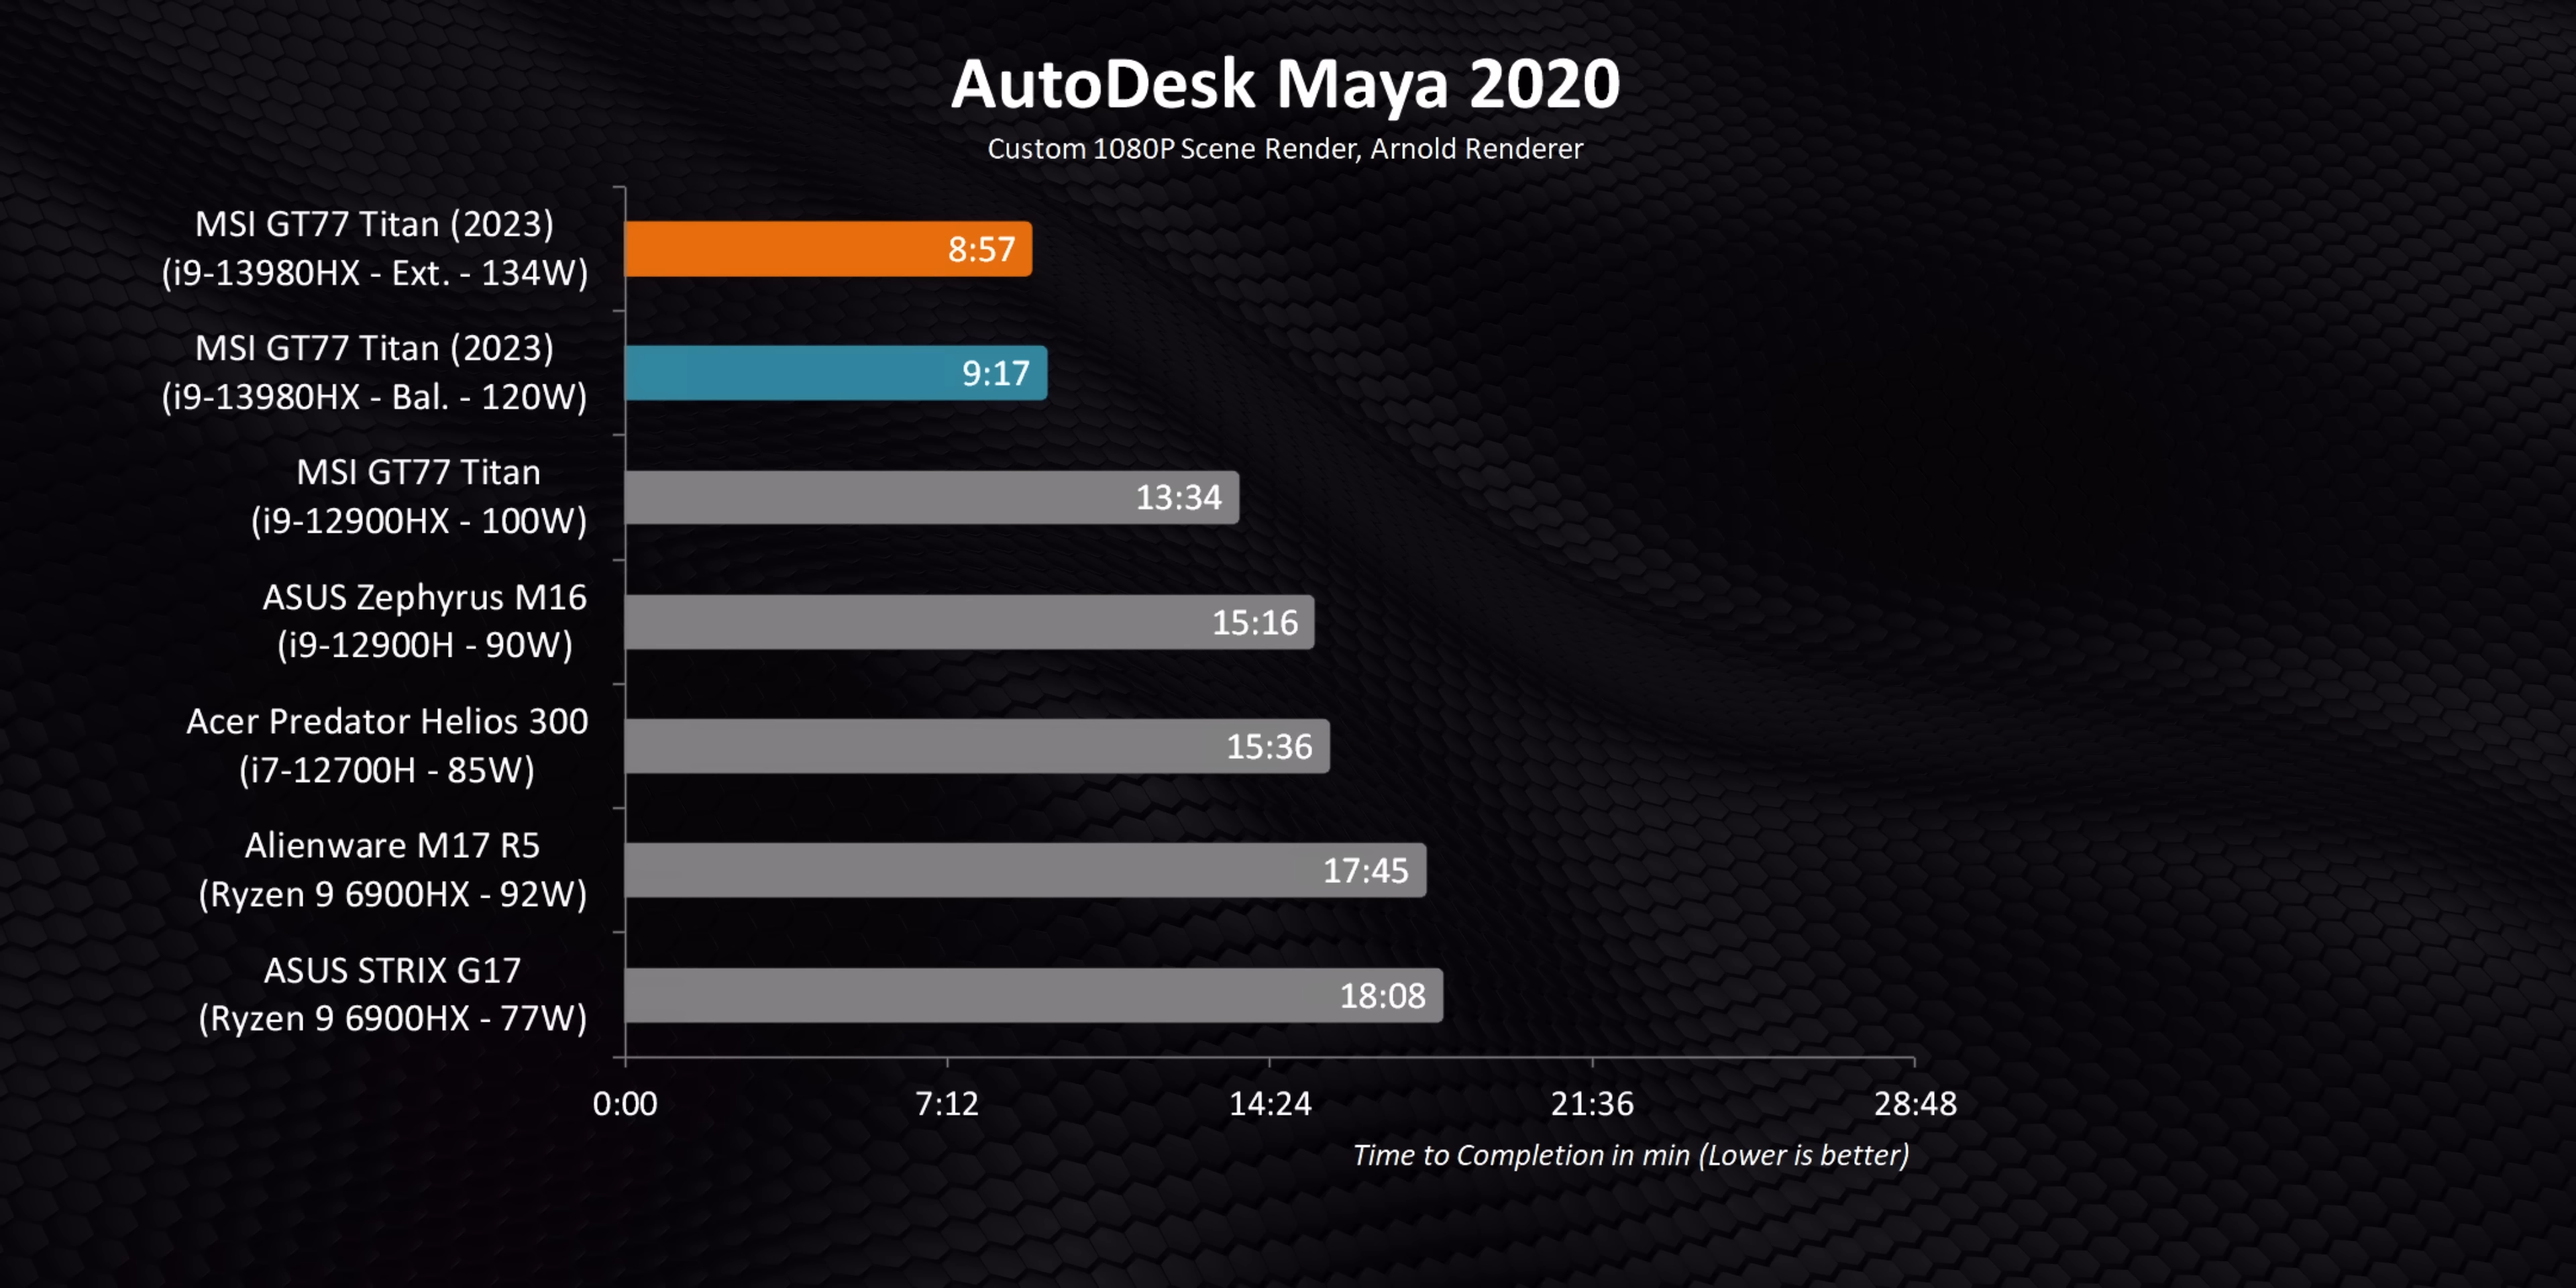 AutoDesk Maya 2020
Custom 1080P Scene Render, Arnold Renderer
MSI GT77 Titan (2023)
(i9-13980HX - Ext. - 134W)
8:57
MSI GT77 Titan (2023)
(i9-13980HX - Bal. - 120W)
9:17
MSI GT77 Titan
(i9-12900HX - 100W)
13:34
ASUS Zephyrus M16
(i9-12900H - 90W)
15:16
Acer Predator Helios 300
(i7-12700H - 85W)
15:36
Alienware M17 R5
(Ryzen 9 6900HX - 92W)
17:45
ASUS STRIX G17
(Ryzen 9 6900HX - 77W)
18:08
0:00 7:12 14:24 21:36 28:48
Time to Completion in min (Lower is better)